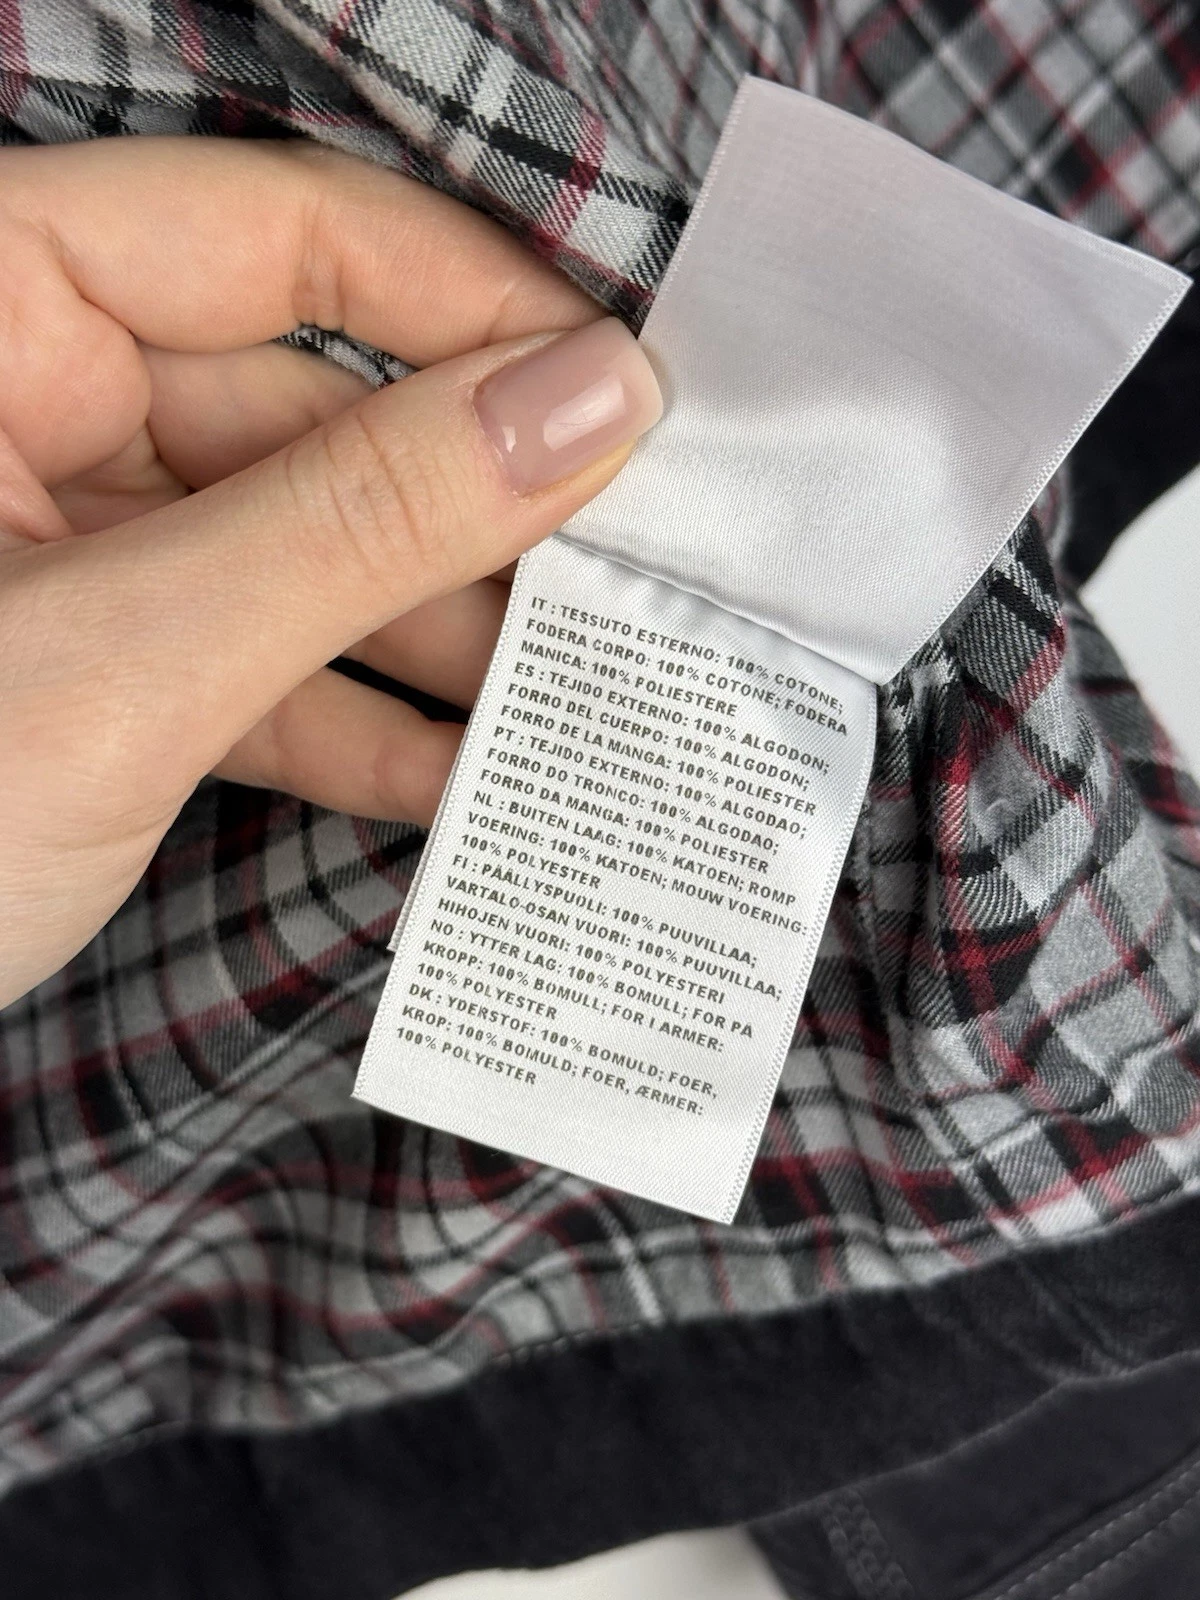 IT : TESSUTO ESTERNO: 100% COTONE;
FODERA CORPO: 100% COTONE; FODERA
MANICA: 100% POLIESTERE
ES : TEJIDO EXTERNO: 100% ALGODON;
FORRO DEL CUERPO: 100% ALGODON;
FORRO DE LA MANGA: 100% POLIESTER
PT : TEJIDO EXTERNO: 100% ALGODAO;
FORRO DO TRONCO: 100% ALGODAO;
FORRO DA MANGA: 100% POLIESTER
NL : BUITEN LAAG: 100% KATOEN; ROMP
VOERING: 100% KATOEN; MOUW VOERING:
100% POLYESTER
FI : PÄÄLLYSPUOLI: 100% PUUVILLAA;
VARTALO-OSAN VUORI: 100% PUUVILLAA;
HIHOJEN VUORI: 100% POLYESTERI
NO : YTTER LAG: 100% BOMULL; FOR PA
KROPP: 100% BOMULL; FOR I ARMER:
100% POLYESTER
DK : YDERSTOF: 100% BOMULD; FOER,
KROP: 100% BOMULD; FOER, ÆRMER:
100% POLYESTER